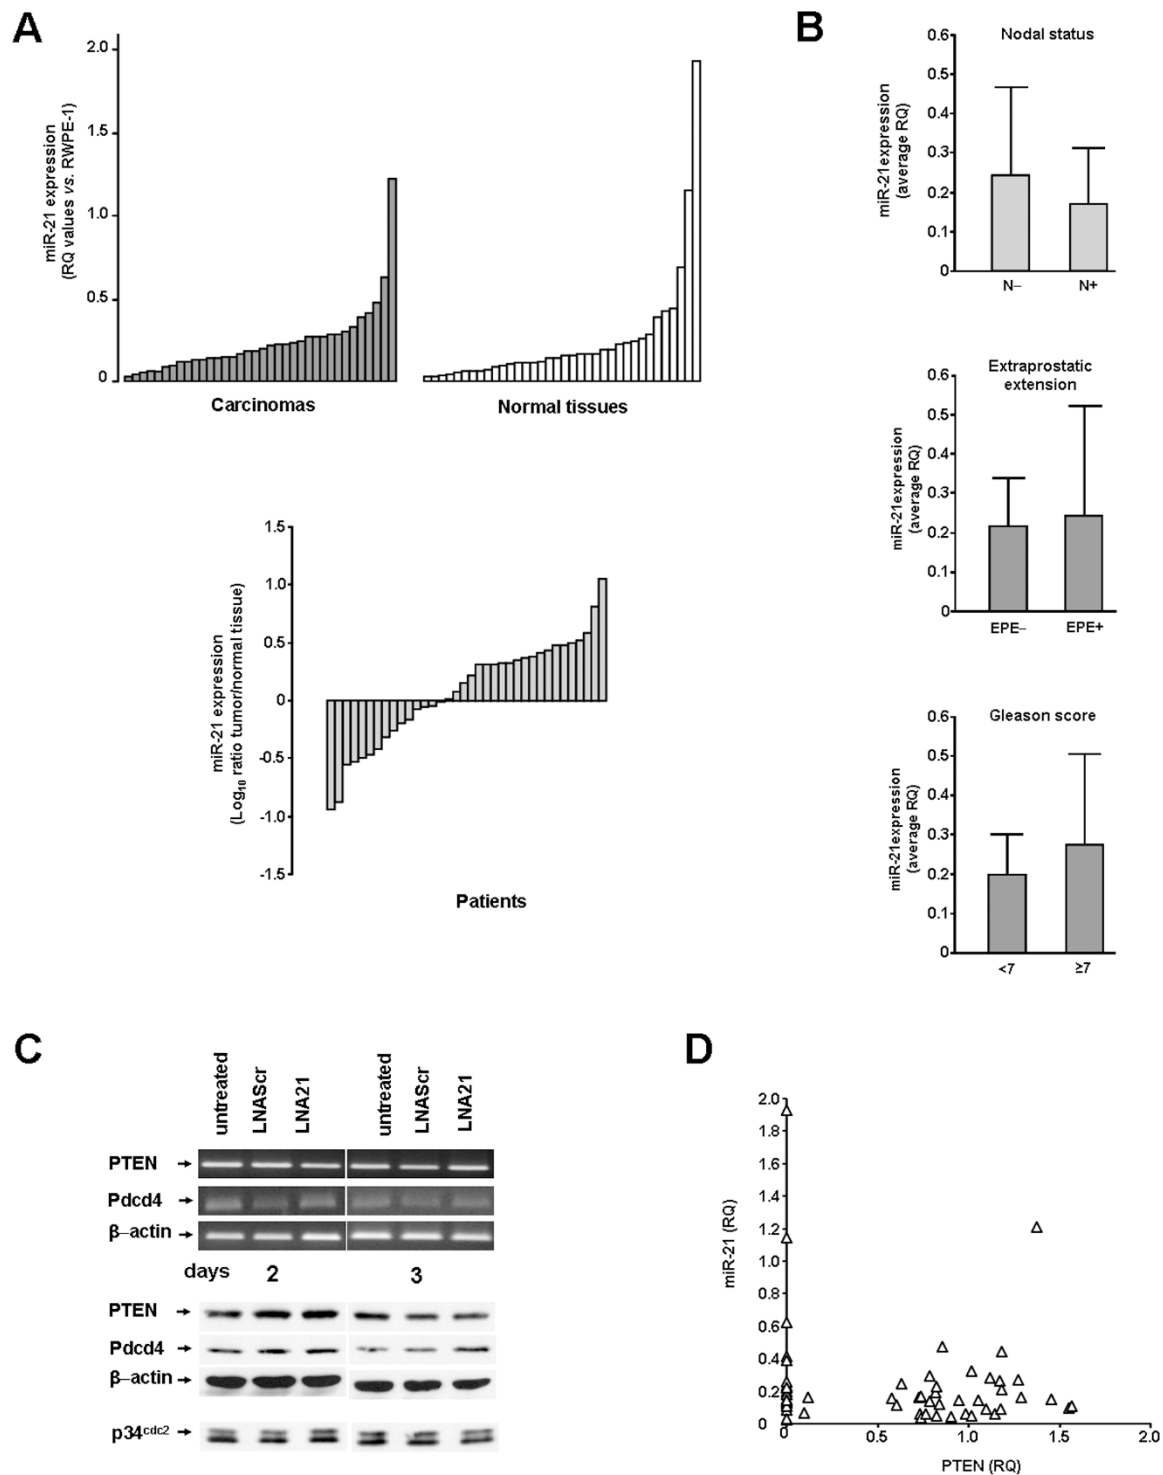 A
miR-21 expression
(RQ values vs. RWPE-1)
2.0
1.5
1.0
0.5
0
Carcinomas
Normal tissues
miR-21 expression
(Log10 ratio tumor/normal tissue)
1.5
1.0
0.5
0
-0.5
-1.0
-1.5
Patients
B
Nodal status
miR-21expression
(average RQ)
0.6
0.5
0.4
0.3
0.2
0.1
0
N–
N+
Extraprostatic
extension
miR-21expression
(average RQ)
0.6
0.5
0.4
0.3
0.2
0.1
0
EPE–
EPE+
Gleason score
miR-21expression
(average RQ)
0.6
0.5
0.4
0.3
0.2
0.1
0
<7
≥7
C
untreated
LNAScr
LNA21
untreated
LNAScr
LNA21
PTEN
Pdcd4
β–actin
days 2 3
PTEN
Pdcd4
β–actin
p34cdc2
D
miR-21 (RQ)
2.0
1.8
1.6
1.4
1.2
1.0
0.8
0.6
0.4
0.2
0
0 0.5 1.0 1.5 2.0
PTEN (RQ)